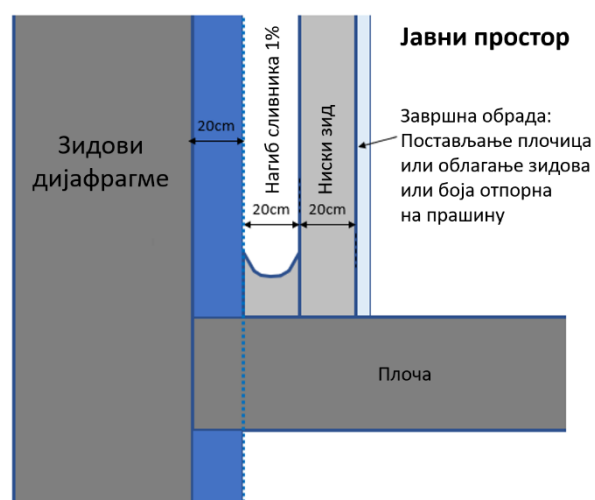 Јавни простор
Завршна обрада:
Постављање плочица
или облагање зидова
или боја отпорна
на прашину
Зидови
дијафрагме
20cm
Нагиб сливника 1%
20cm
Ниски зид
20cm
Плоча